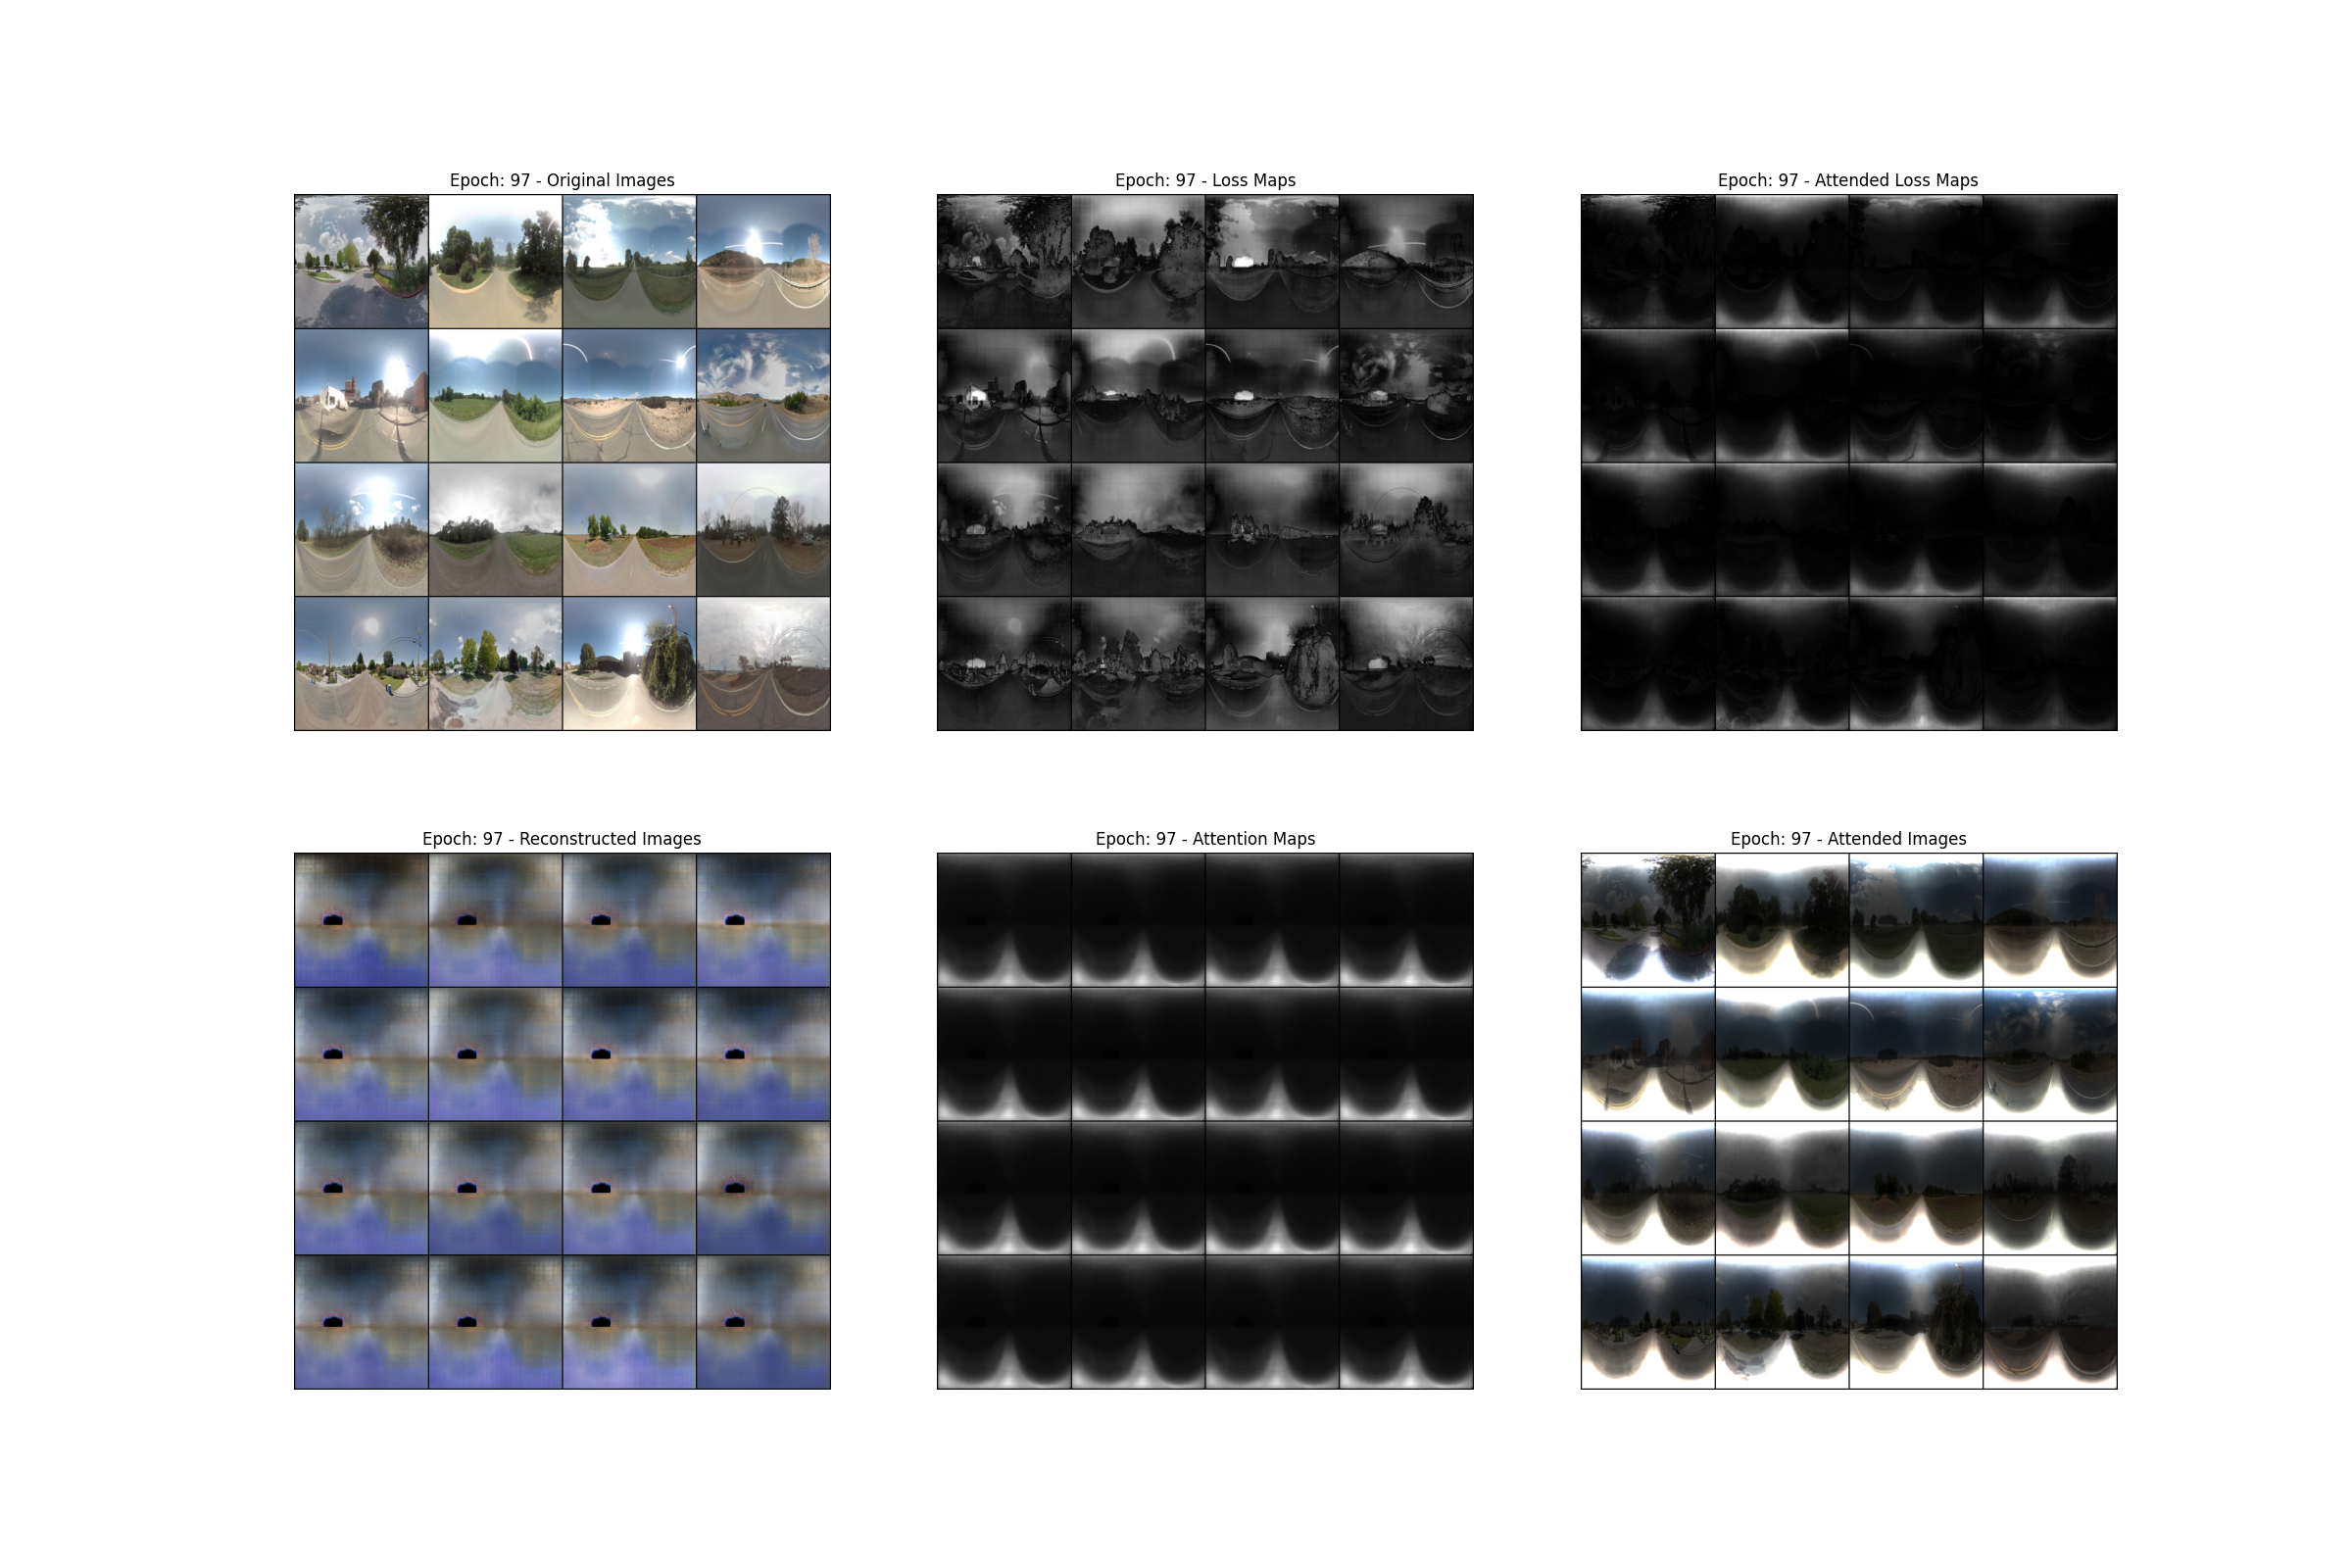 Epoch: 97 - Original Images
Epoch: 97 - Loss Maps
Epoch: 97 - Attended Loss Maps
Epoch: 97 - Reconstructed Images
Epoch: 97 - Attention Maps
Epoch: 97 - Attended Images